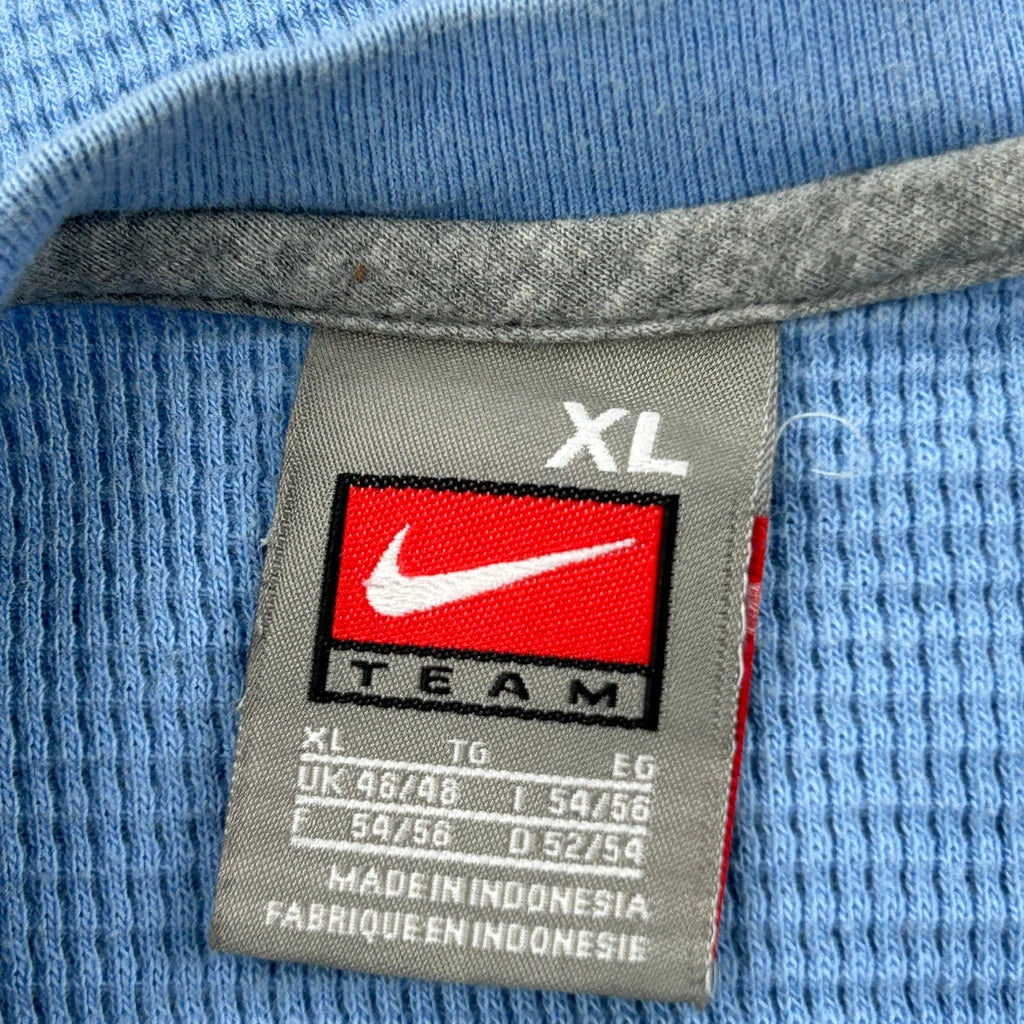 XL
TEAM
XL TG EG
UK 46/48 I 54/56
F 54/56 D 52/54
MADE IN INDONESIA
FABRIQUE EN INDONESIE